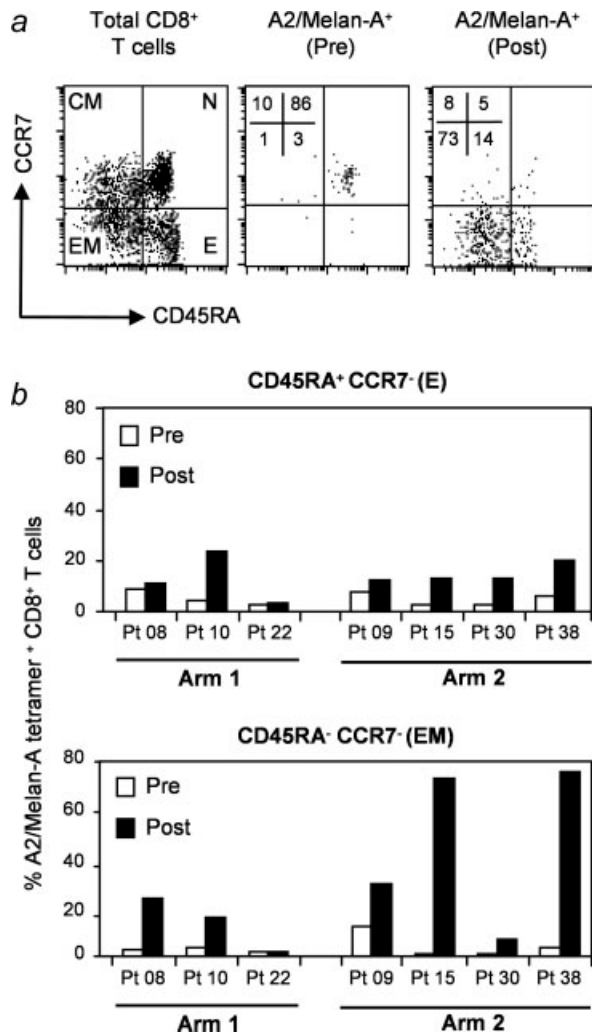 a
Total CD8⁺
T cells
A2/Melan-A⁺
(Pre)
A2/Melan-A⁺
(Post)
CCR7
CM N
EM E
10 86
1 3
8 5
73 14
CD45RA
b
% A2/Melan-A tetramer⁺ CD8⁺ T cells
CD45RA⁺ CCR7⁻ (E)
80
60
40
20
0
Pre
Post
Pt 08 Pt 10 Pt 22 Pt 09 Pt 15 Pt 30 Pt 38
Arm 1 Arm 2
CD45RA⁻ CCR7⁻ (EM)
80
60
40
20
0
Pre
Post
Pt 08 Pt 10 Pt 22 Pt 09 Pt 15 Pt 30 Pt 38
Arm 1 Arm 2